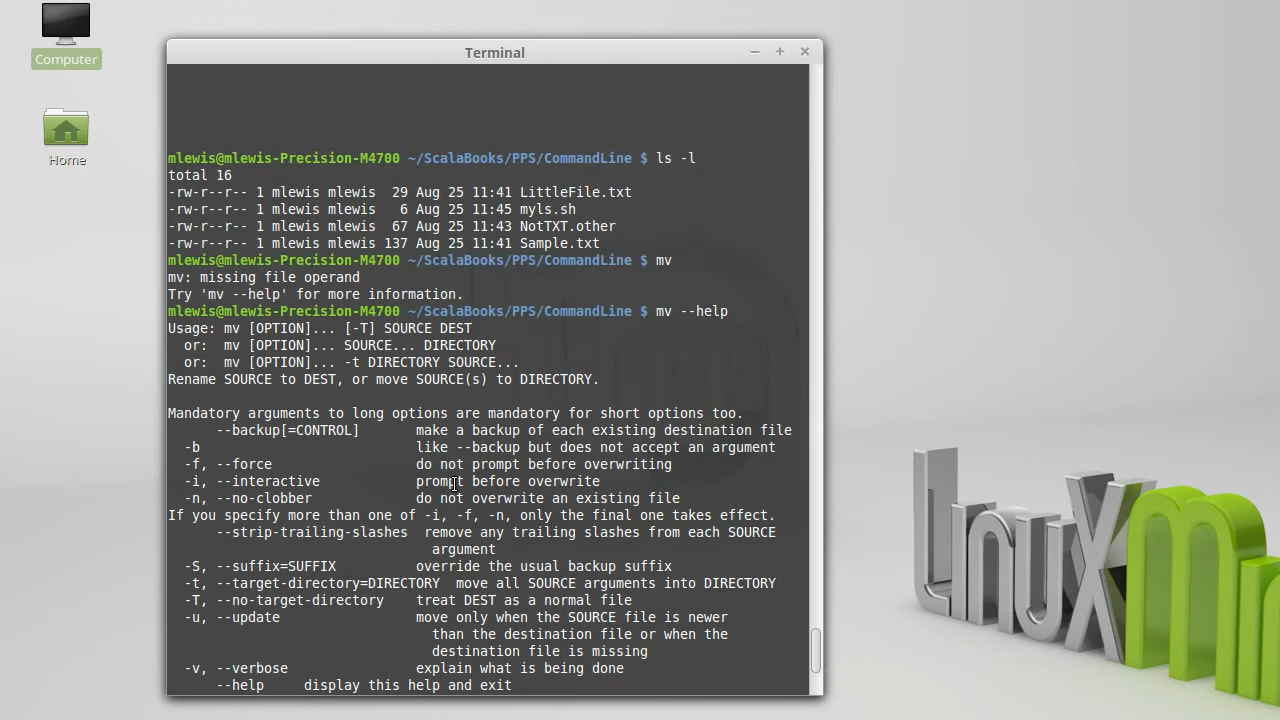 Computer
Home
Terminal
mlewis@mlewis-Precision-M4700 ~/ScalaBooks/PPS/CommandLine $ ls -l
total 16
-rw-r--r-- 1 mlewis mlewis  29 Aug 25 11:41 LittleFile.txt
-rw-r--r-- 1 mlewis mlewis   6 Aug 25 11:45 myls.sh
-rw-r--r-- 1 mlewis mlewis  67 Aug 25 11:43 NotTXT.other
-rw-r--r-- 1 mlewis mlewis 137 Aug 25 11:41 Sample.txt
mlewis@mlewis-Precision-M4700 ~/ScalaBooks/PPS/CommandLine $ mv
mv: missing file operand
Try 'mv --help' for more information.
mlewis@mlewis-Precision-M4700 ~/ScalaBooks/PPS/CommandLine $ mv --help
Usage: mv [OPTION]... [-T] SOURCE DEST
  or:  mv [OPTION]... SOURCE... DIRECTORY
  or:  mv [OPTION]... -t DIRECTORY SOURCE...
Rename SOURCE to DEST, or move SOURCE(s) to DIRECTORY.
Mandatory arguments to long options are mandatory for short options too.
      --backup[=CONTROL]       make a backup of each existing destination file
  -b                           like --backup but does not accept an argument
  -f, --force                  do not prompt before overwriting
  -i, --interactive            prompt before overwrite
  -n, --no-clobber             do not overwrite an existing file
If you specify more than one of -i, -f, -n, only the final one takes effect.
      --strip-trailing-slashes  remove any trailing slashes from each SOURCE
                                 argument
  -S, --suffix=SUFFIX          override the usual backup suffix
  -t, --target-directory=DIRECTORY  move all SOURCE arguments into DIRECTORY
  -T, --no-target-directory    treat DEST as a normal file
  -u, --update                 move only when the SOURCE file is newer
                                 than the destination file or when the
                                 destination file is missing
  -v, --verbose                explain what is being done
      --help     display this help and exit